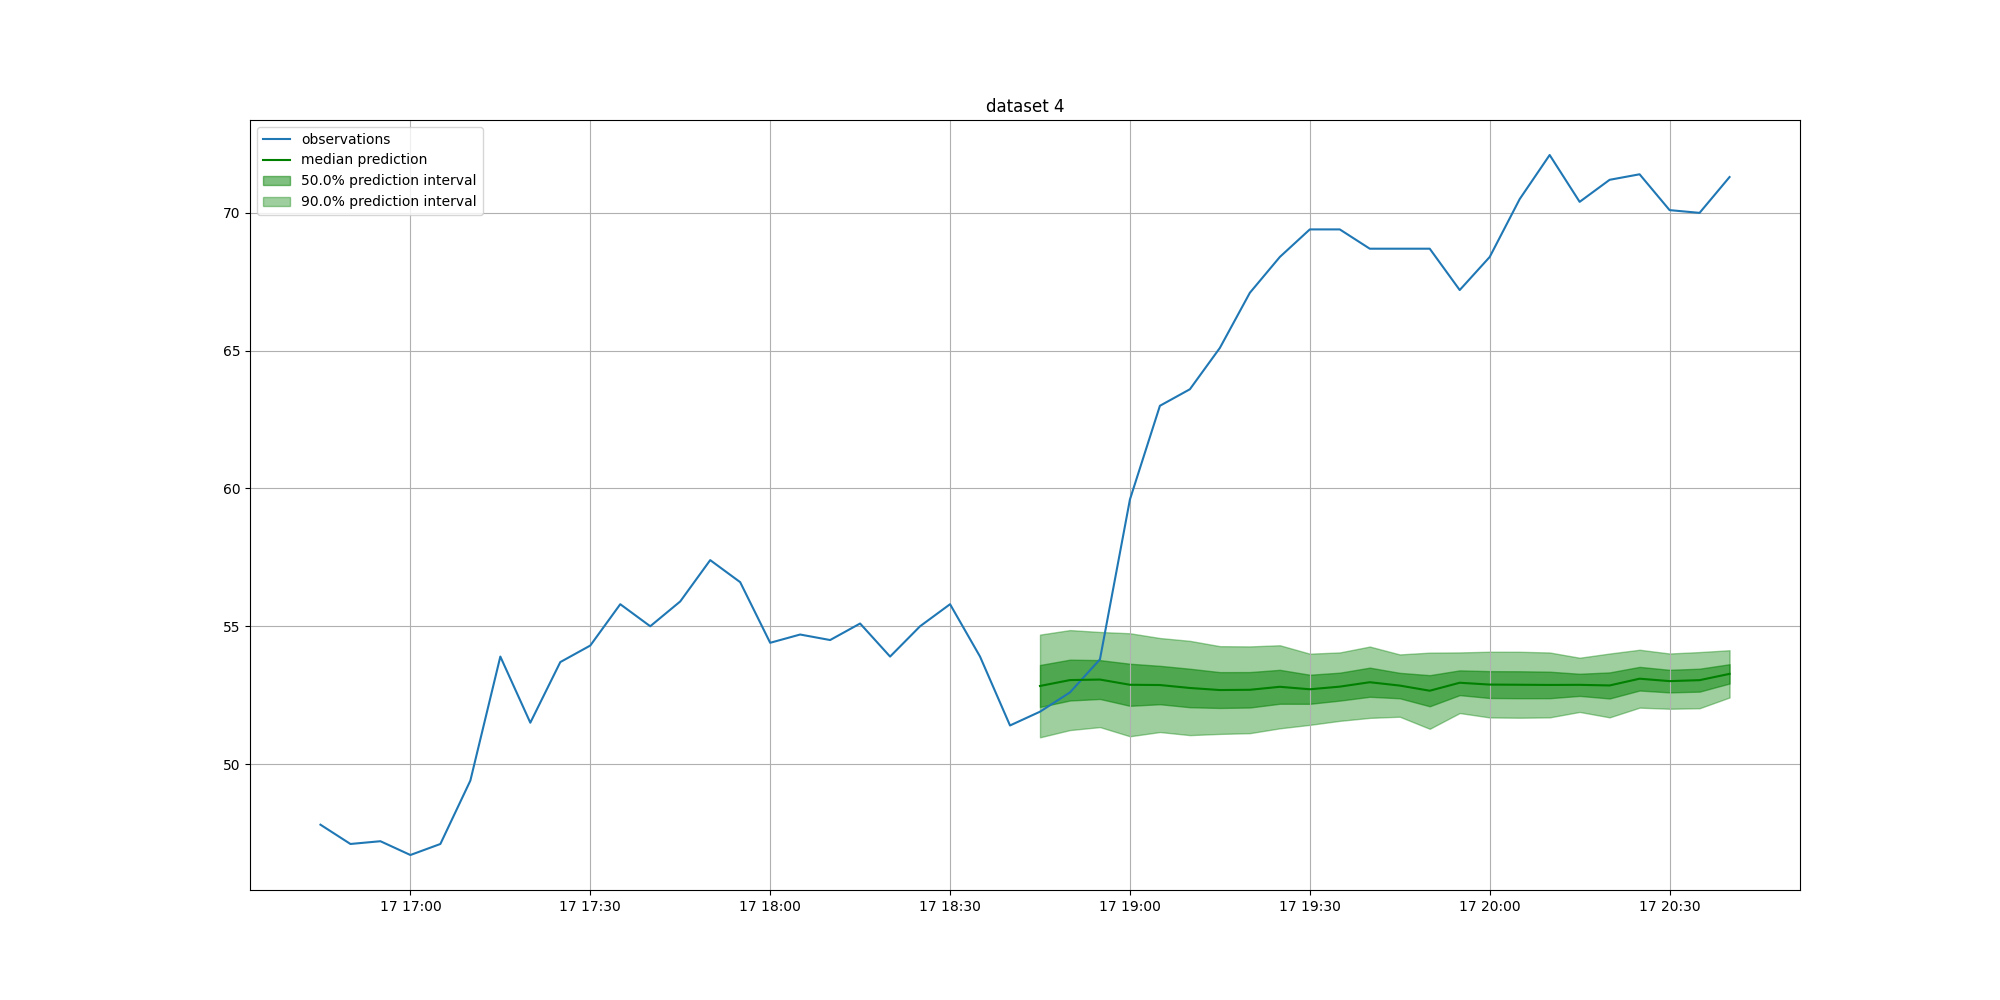 dataset 4
observations
median prediction
50.0% prediction interval
90.0% prediction interval
70
65
60
55
50
17 17:00
17 17:30
17 18:00
17 18:30
17 19:00
17 19:30
17 20:00
17 20:30